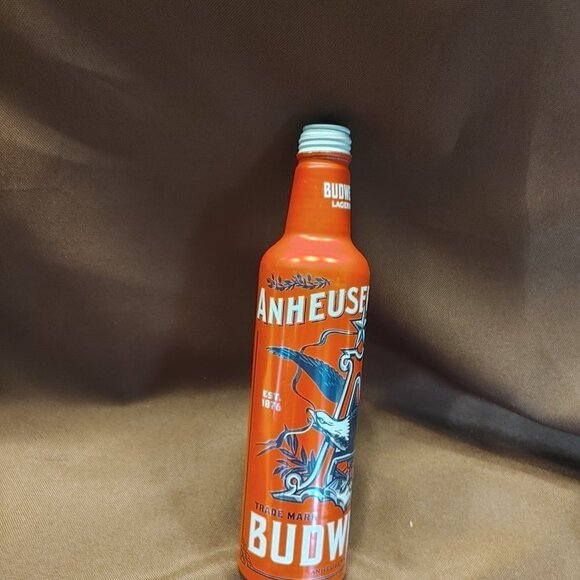 BUDW
LAGER
ANHEUSE
EST.
1876
TRADE MARK
BUDW